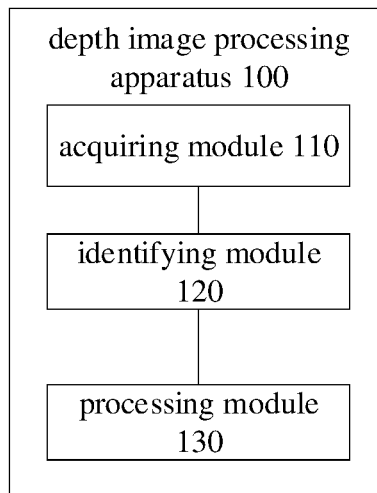 depth image processing
apparatus 100
acquiring module 110
identifying module
120
processing module
130